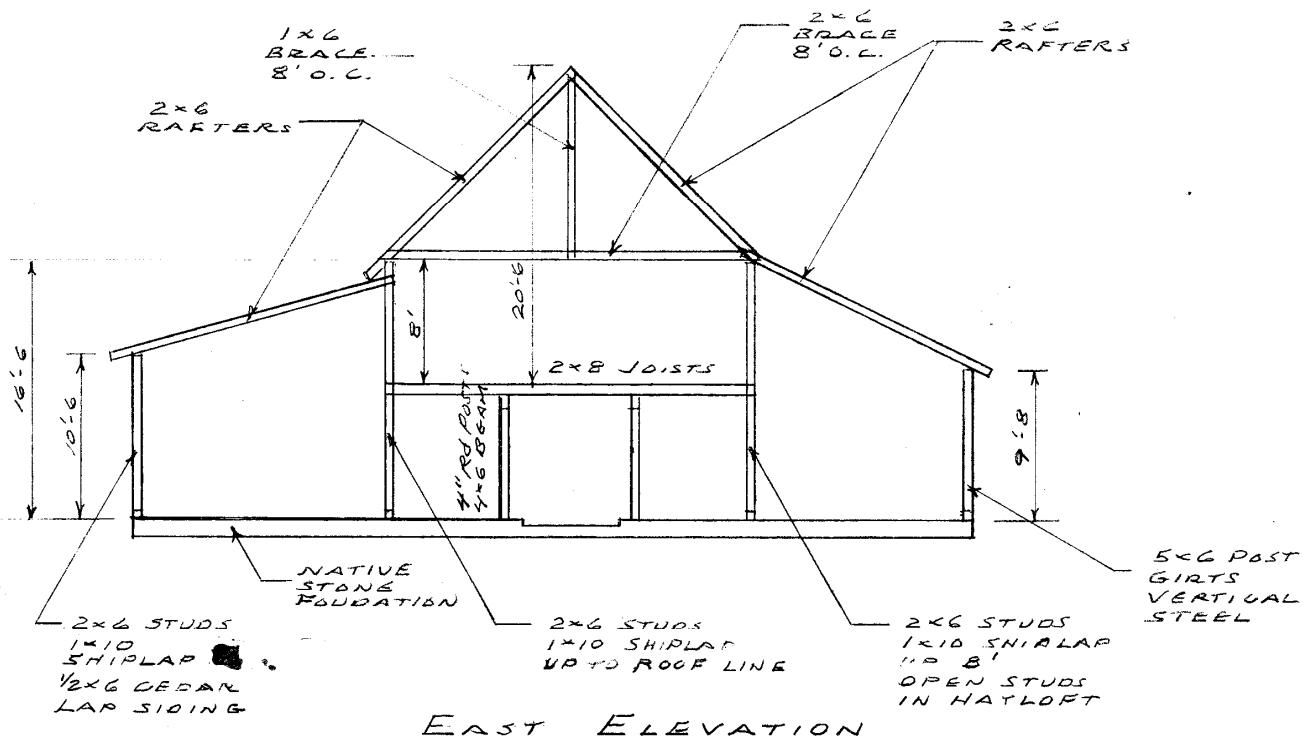 1×6
BRACE
8' O.C.
2×6
BRACE
8' O.C.
2×6
RAFTERS
2×6
RAFTERS
16'-6
10'-6
8'
20'-6
2×8 JOISTS
4" Rd POST
4×6 BEAM
9'-8
NATIVE
STONE
FOUDATION
5×6 POST
GIRTS
VERTICAL
STEEL
2×6 STUDS
1×10
SHIPLAP
1/2×6 CEDAR
LAP SIDING
2×6 STUDS
1×10 SHIPLAP
UP TO ROOF LINE
2×6 STUDS
1×10 SHIPLAP
UP 8'
OPEN STUDS
IN HAYLOFT
EAST ELEVATION